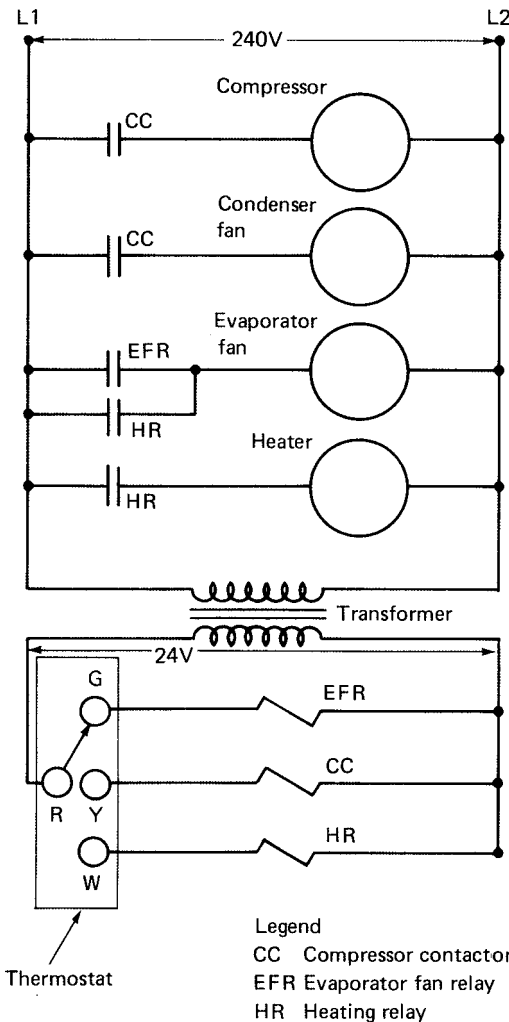 L1 L2
240V
Compressor
CC
Condenser
fan
CC
Evaporator
fan
EFR
HR
Heater
HR
Transformer
24V
G
EFR
R Y
CC
W
HR
Thermostat
Legend
CC Compressor contactor
EFR Evaporator fan relay
HR Heating relay